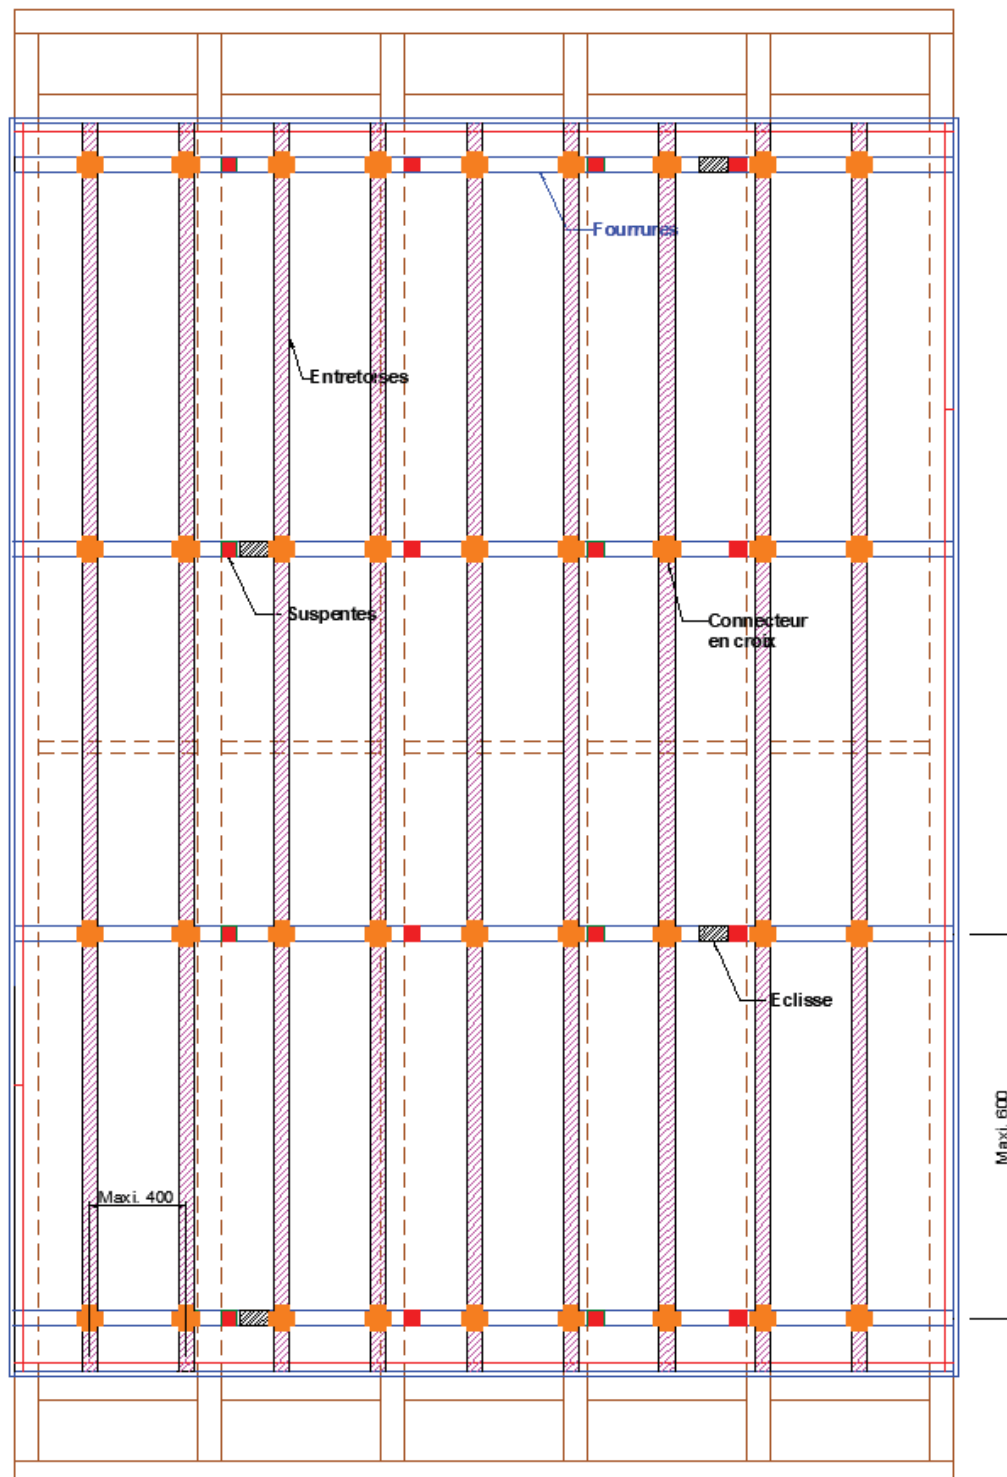 Fourrures
Entretoises
Suspentes
Connecteur
en croix
Eclisse
Maxi. 600
Maxi. 400